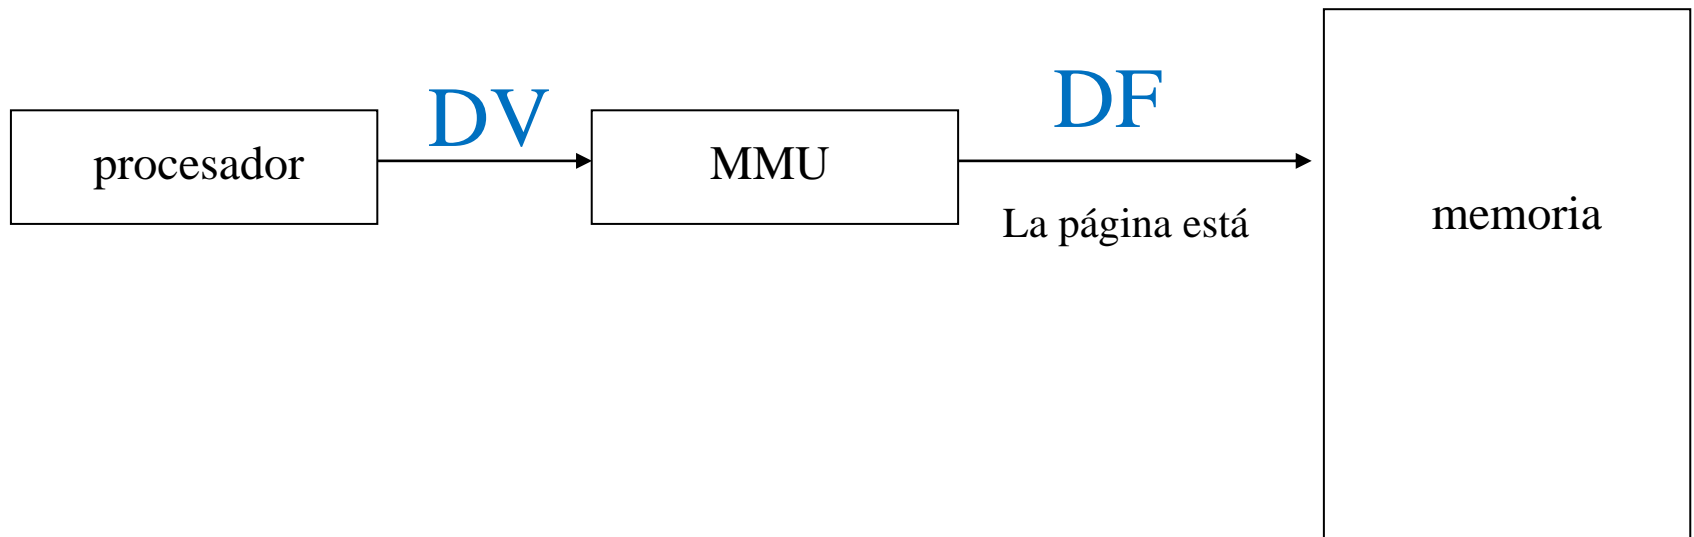 procesador
DV
MMU
DF
La página está
memoria